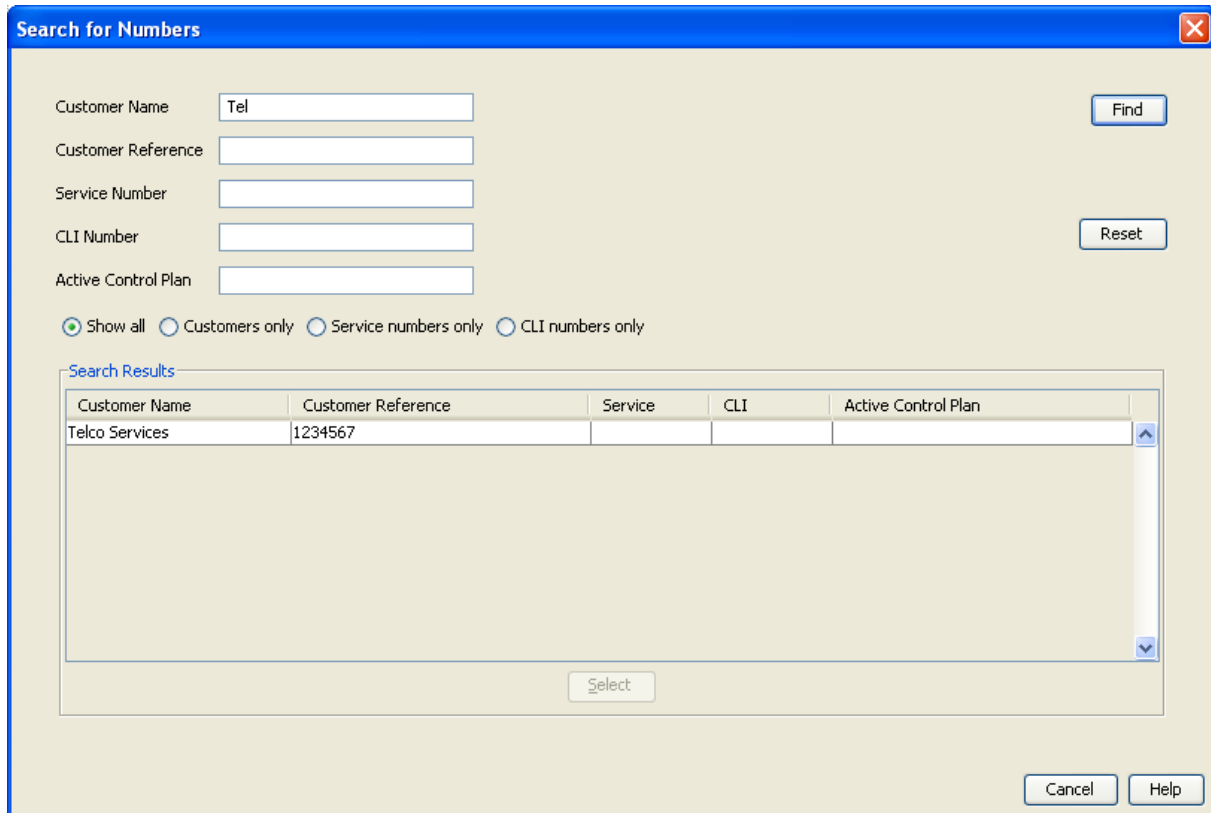 Search for Numbers
Customer Name Tel Find
Customer Reference
Service Number
CLI Number Reset
Active Control Plan
Show all Customers only Service numbers only CLI numbers only
Search Results
Customer Name Customer Reference Service CLI Active Control Plan
Telco Services 1234567
Select
Cancel Help